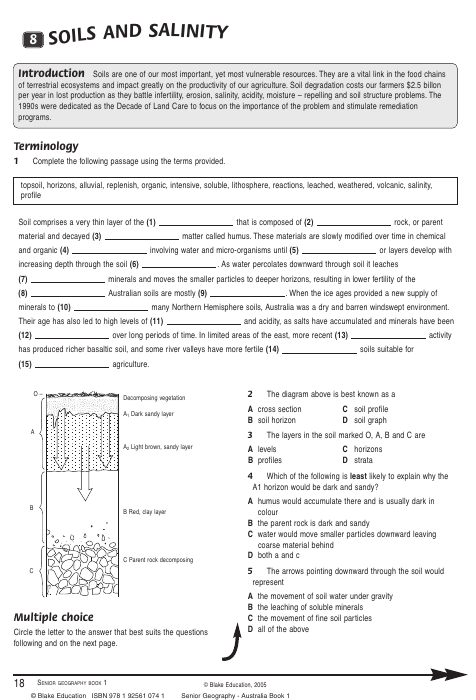 8 SOILS AND SALINITY
Introduction Soils are one of our most important, yet most vulnerable resources. They are a vital link in the food chains
of terrestrial ecosystems and impact greatly on the productivity of our agriculture. Soil degradation costs our farmers $2.5 billon
per year in lost production as they battle infertility, erosion, salinity, acidity, moisture – repelling and soil structure problems. The
1990s were dedicated as the Decade of Land Care to focus on the importance of the problem and stimulate remediation
programs.
Terminology
1 Complete the following passage using the terms provided.
topsoil, horizons, alluvial, replenish, organic, intensive, soluble, lithosphere, reactions, leached, weathered, volcanic, salinity,
profile
Soil comprises a very thin layer of the (1) ____________ that is composed of (2) ____________ rock, or parent
material and decayed (3) ____________ matter called humus. These materials are slowly modified over time in chemical
and organic (4) ____________ involving water and micro-organisms until (5) ____________ or layers develop with
increasing depth through the soil (6) ____________. As water percolates downward through soil it leaches
(7) ____________ minerals and moves the smaller particles to deeper horizons, resulting in lower fertility of the
(8) ____________ Australian soils are mostly (9) ____________. When the ice ages provided a new supply of
minerals to (10) ____________ many Northern Hemisphere soils, Australia was a dry and barren windswept environment.
Their age has also led to high levels of (11) ____________ and acidity, as salts have accumulated and minerals have been
(12) ____________ over long periods of time. In limited areas of the east, more recent (13) ____________ activity
has produced richer basaltic soil, and some river valleys have more fertile (14) ____________ soils suitable for
(15) ____________ agriculture.
O
Decomposing vegetation
A1 Dark sandy layer
A
A2 Light brown, sandy layer
B
B Red, clay layer
C Parent rock decomposing
C
Multiple choice
Circle the letter to the answer that best suits the questions
following and on the next page.
2 The diagram above is best known as a
A cross section C soil profile
B soil horizon D soil graph
3 The layers in the soil marked O, A, B and C are
A levels C horizons
B profiles D strata
4 Which of the following is least likely to explain why the
A1 horizon would be dark and sandy?
A humus would accumulate there and is usually dark in
colour
B the parent rock is dark and sandy
C water would move smaller particles downward leaving
coarse material behind
D both a and c
5 The arrows pointing downward through the soil would
represent
A the movement of soil water under gravity
B the leaching of soluble minerals
C the movement of fine soil particles
D all of the above
18 SENIOR GEOGRAPHY BOOK 1 © Blake Education, 2005
© Blake Education ISBN 978 1 92561 074 1 Senior Geography - Australia Book 1